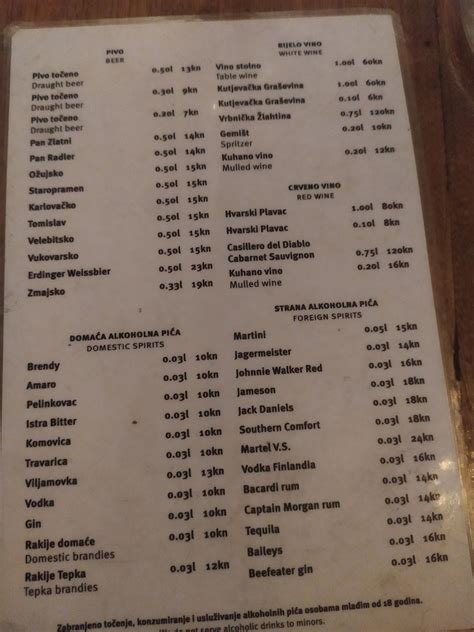 PIVO
BEER
Pivo točeno 0.50l 13kn
Draught beer
Pivo točeno 0.30l 9kn
Draught beer
Pivo točeno 0.20l 7kn
Draught beer
Pan Zlatni 0.50l 14kn
Pan Radler 0.50l 14kn
Ožujsko 0.50l 15kn
Staropramen 0.50l 15kn
Karlovačko 0.50l 15kn
Tomislav 0.50l 15kn
Velebitsko 0.50l 15kn
Vukovarsko 0.50l 15kn
Erdinger Weissbier 0.50l 23kn
Zmajsko 0.33l 19kn
DOMAĆA ALKOHOLNA PIĆA
DOMESTIC SPIRITS
Brendy 0.03l 10kn
Amaro 0.03l 10kn
Pelinkovac 0.03l 10kn
Istra Bitter 0.03l 10kn
Komovica 0.03l 10kn
Travarica 0.03l 10kn
Viljamovka 0.03l 13kn
Vodka 0.03l 10kn
Gin 0.03l 10kn
Rakije domaće 0.03l 10kn
Domestic brandies
Rakije Tepka 0.03l 12kn
Tepka brandies
BIJELO VINO
WHITE WINE
Vino stolno 1.00l 60kn
Table wine
Kutjevačka Graševina 1.00l 60kn
Kutjevačka Graševina 0.10l 6kn
Vrbnička Žlahtina 0.75l 120kn
Gemišt 0.20l 12kn
Spritzer
Kuhano vino 0.20l 16kn
Mulled wine
CRVENO VINO
RED WINE
Hvarski Plavac 1.00l 80kn
Hvarski Plavac 0.10l 8kn
Casillero del Diablo
Cabarnet Sauvignon 0.75l 120kn
Kuhano vino 0.20l 16kn
Mulled wine
STRANA ALKOHOLNA PIĆA
FOREIGN SPIRITS
Martini 0.05l 15kn
Jagermeister 0.03l 14kn
Johnnie Walker Red 0.03l 16kn
Jameson 0.03l
Jack Daniels 0.03l 18kn
Southern Comfort 0.03l 18kn
Martel V.S. 0.03l 24kn
Vodka Finlandia 0.03l 16kn
Bacardi rum 0.03l
Captain Morgan rum 0.03l
Tequila 0.03l
Baileys 0.03l 14kn
Beefeater gin 0.03l 16kn
Zabranjeno točenje, konzumiranje i usluživanje alkoholnih pića osobama mlađim od 18 godina.
We do not serve alcoholic drinks to minors.